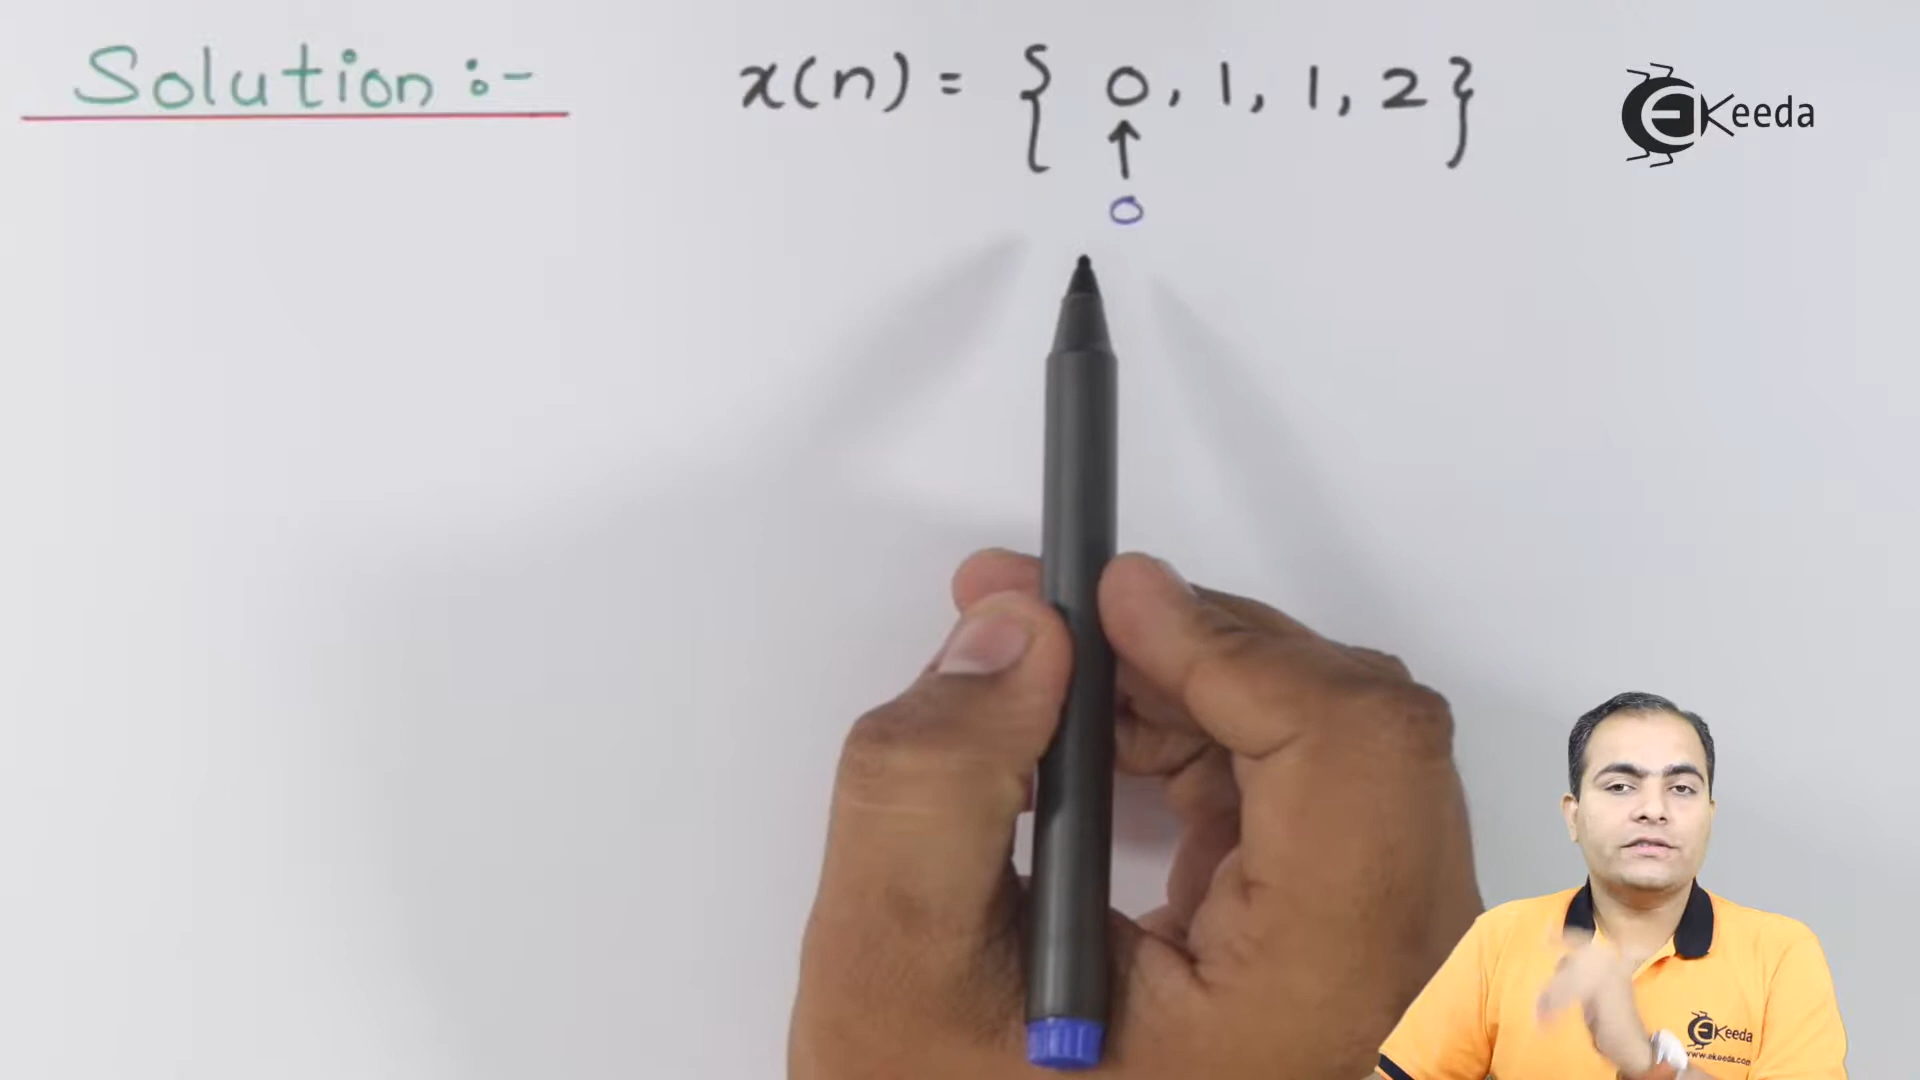 Solution :-
x(n) = { 0, 1, 1, 2 }
↑
0
EKeeda
EKeeda
www.ekeeda.com